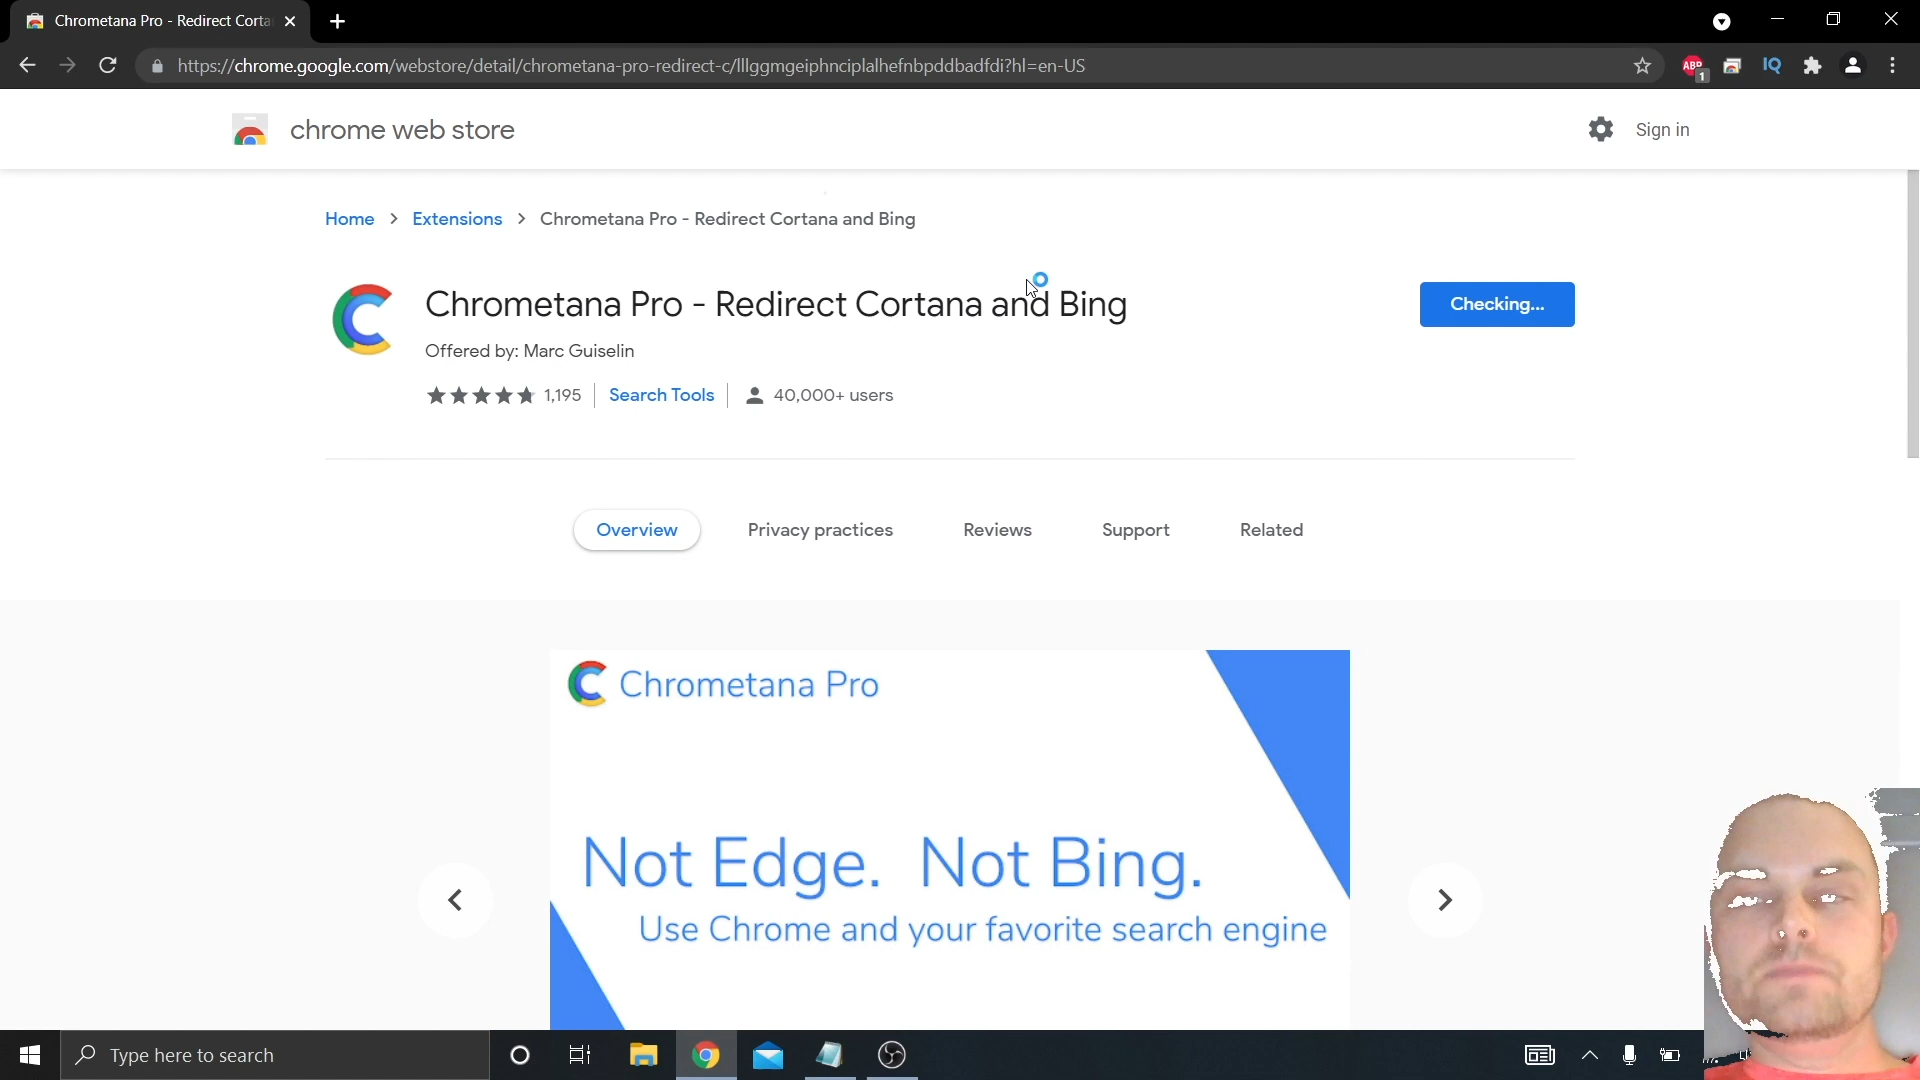 Chrometana Pro - Redirect Corta
https://chrome.google.com/webstore/detail/chrometana-pro-redirect-c/lllggmgeiphnciplalhefnbpddbadfdi?hl=en-US
ABP
1
IQ
chrome web store
Sign in
Home > Extensions > Chrometana Pro - Redirect Cortana and Bing
Chrometana Pro - Redirect Cortana and Bing
Checking...
Offered by: Marc Guiselin
1,195 Search Tools 40,000+ users
Overview Privacy practices Reviews Support Related
Chrometana Pro
Not Edge. Not Bing.
Use Chrome and your favorite search engine
Type here to search